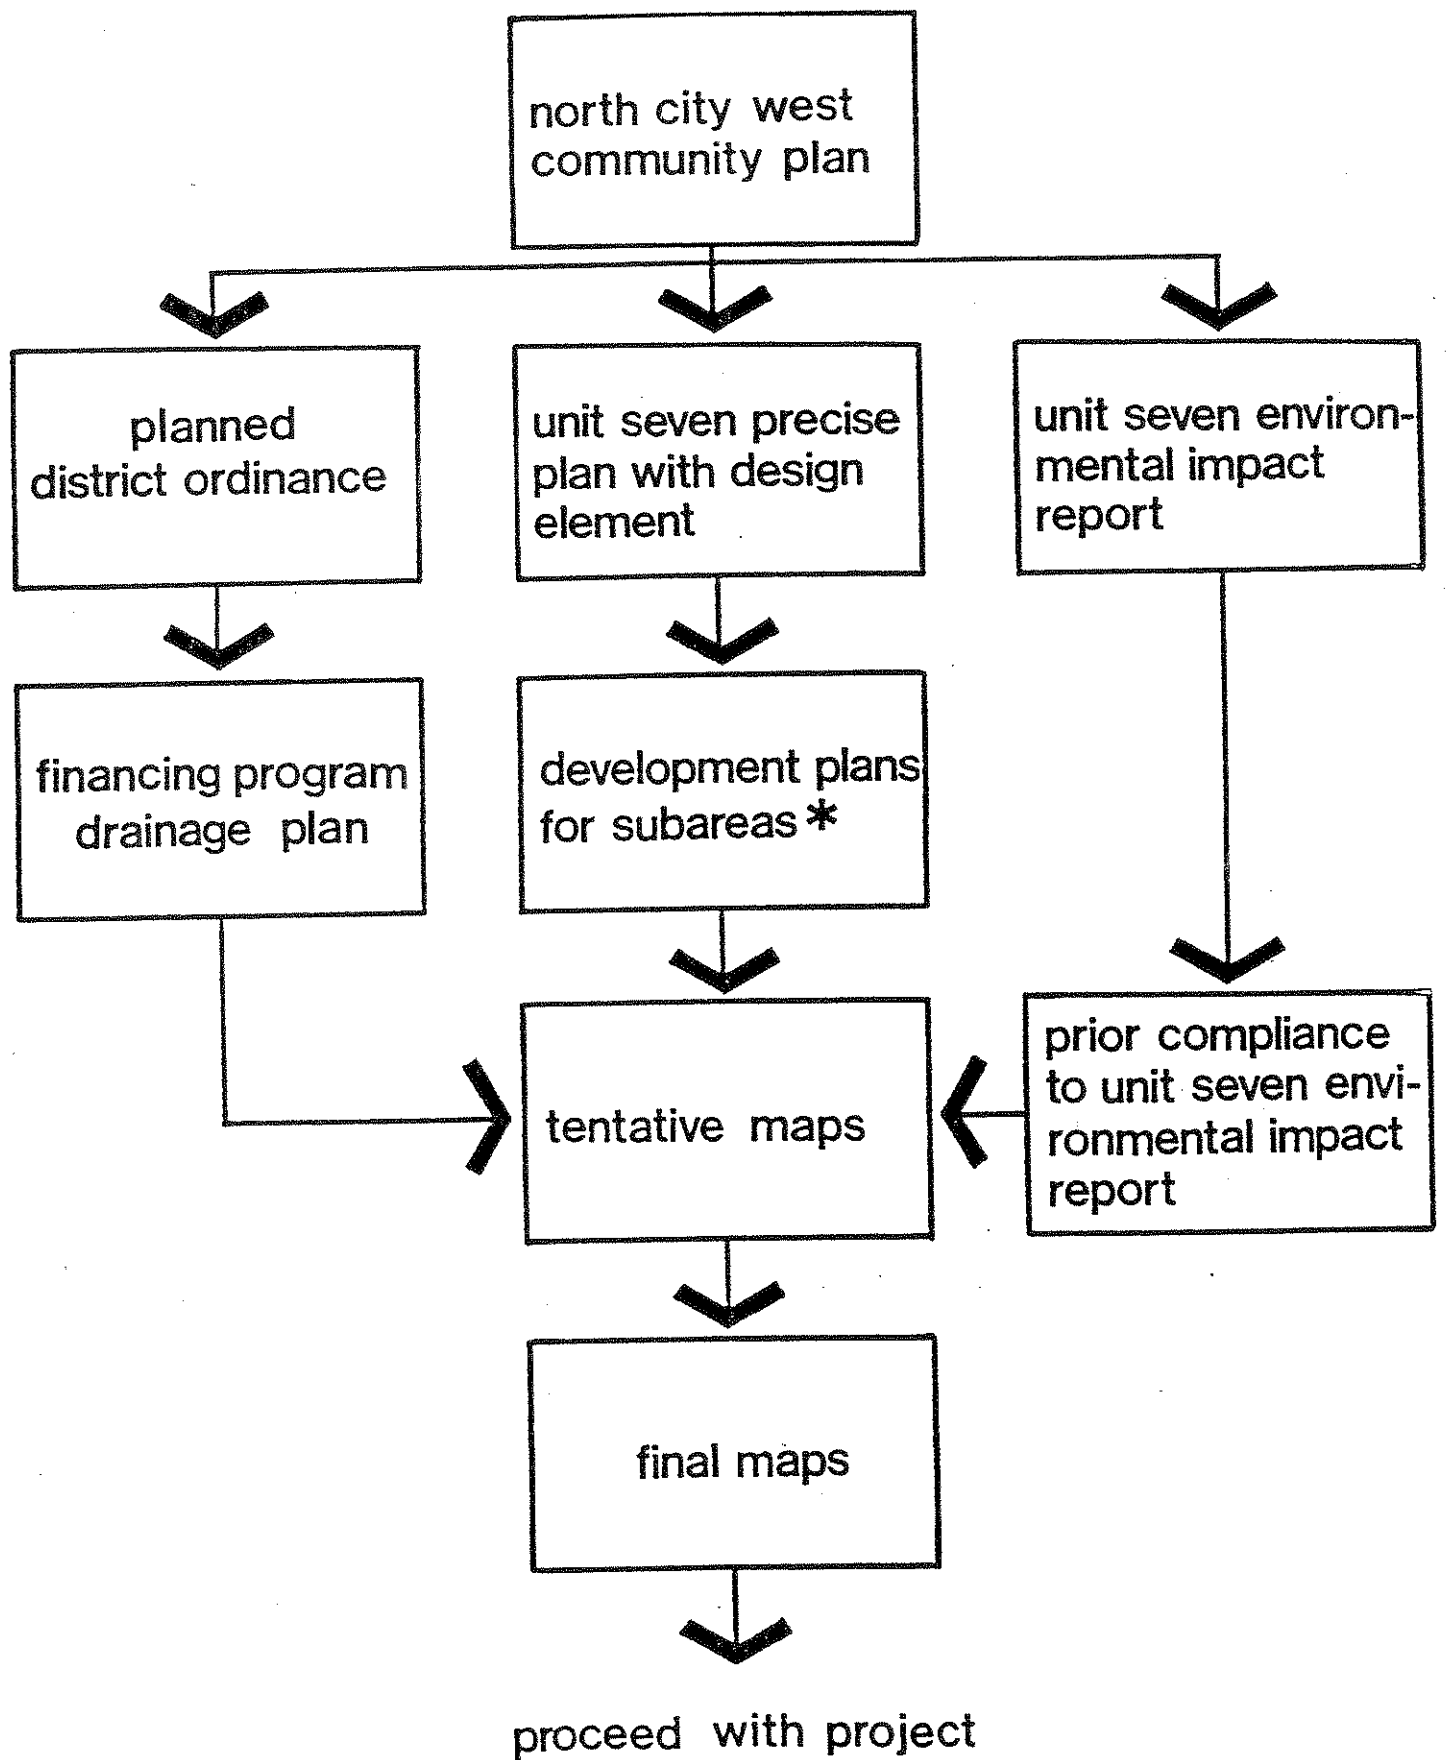 north city west
community plan
planned
district ordinance
unit seven precise
plan with design
element
unit seven environ-
mental impact
report
financing program
drainage plan
development plans
for subareas *
tentative maps
prior compliance
to unit seven envi-
ronmental impact
report
final maps
proceed with project